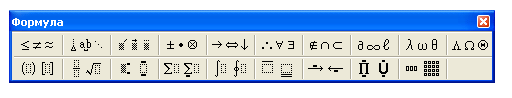 Формула
≤ ≠ ≈ ⁝ a͎b ⋱ ± • ⊗ → ⇔ ↓ ∴ ∀ ∃ ∉ ∩ ⊂ ∂ ∞ ℓ λ ω θ Λ Ω Θ
(▒) [▒] √ Σ Σ ∫ ∮ → ← Π Ụ